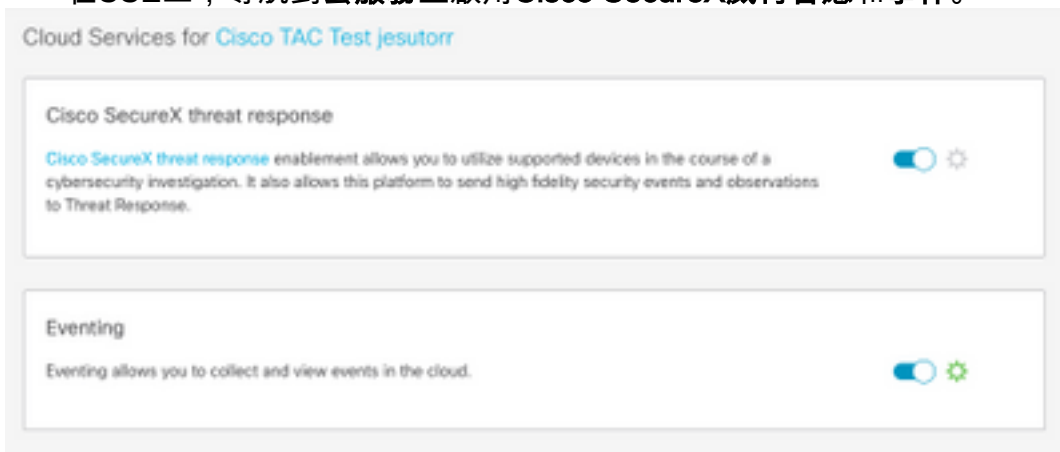 Cloud Services for Cisco TAC Test jesutorr
Cisco SecureX threat response
Cisco SecureX threat response enablement allows you to utilize supported devices in the course of a
cybersecurity investigation. It also allows this platform to send high fidelity security events and observations
to Threat Response.
Eventing
Eventing allows you to collect and view events in the cloud.